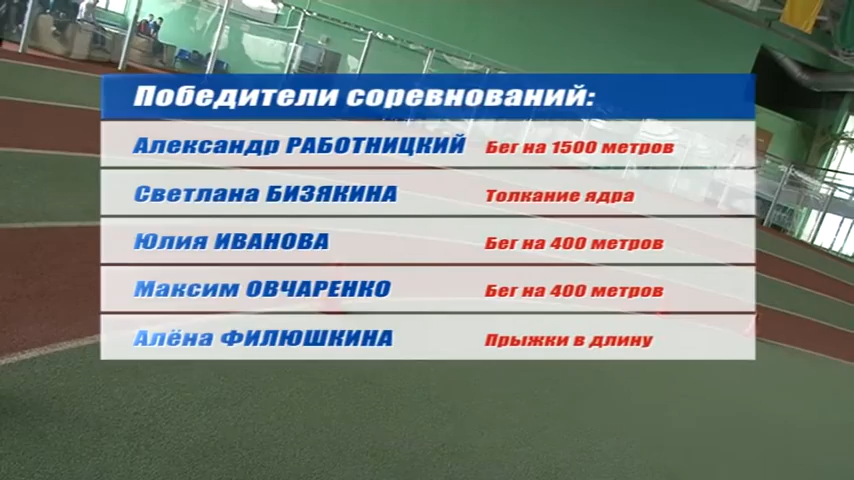 Победители соревнований:
Александр РАБОТНИЦКИЙ Бег на 1500 метров
Светлана БИЗЯКИНА Толкание ядра
Юлия ИВАНОВА Бег на 400 метров
Максим ОВЧАРЕНКО Бег на 400 метров
Алёна ФИЛЮШКИНА Прыжки в длину